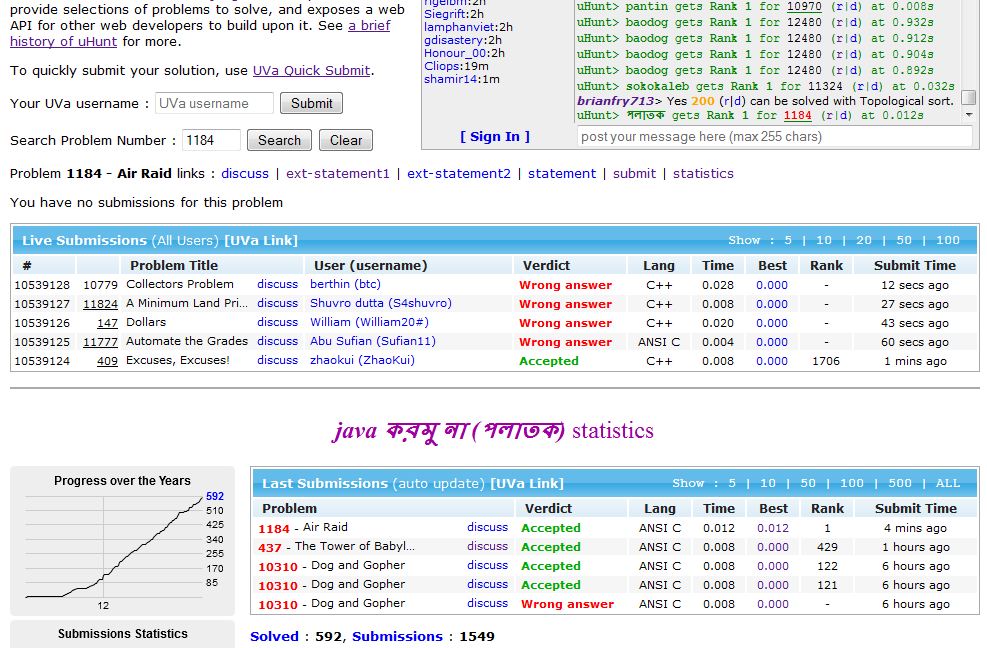 provide selections of problems to solve, and exposes a web
API for other web developers to build upon it. See a brief
history of uHunt for more.
To quickly submit your solution, use UVa Quick Submit.
Your UVa username : UVa username Submit
Search Problem Number : 1184 Search Clear
Siegrift:2h
lamphanviet:2h
gdisastery:2h
Honour_00:2h
Cliops:19m
shamir14:1m
[ Sign In ]
uHunt> pantin gets Rank 1 for 10970 (r|d) at 0.008s
uHunt> baodog gets Rank 1 for 12480 (r|d) at 0.932s
uHunt> baodog gets Rank 1 for 12480 (r|d) at 0.912s
uHunt> baodog gets Rank 1 for 12480 (r|d) at 0.904s
uHunt> baodog gets Rank 1 for 12480 (r|d) at 0.892s
uHunt> sokokaleb gets Rank 1 for 11324 (r|d) at 0.032s
brianfry713> Yes 200 (r|d) can be solved with Topological sort.
uHunt> পলাতক gets Rank 1 for 1184 (r|d) at 0.012s
post your message here (max 255 chars)
Problem 1184 - Air Raid links : discuss | ext-statement1 | ext-statement2 | statement | submit | statistics
You have no submissions for this problem
Live Submissions (All Users) [UVa Link] Show : 5 | 10 | 20 | 50 | 100
# Problem Title User (username) Verdict Lang Time Best Rank Submit Time
10539128 10779 Collectors Problem discuss berthin (btc) Wrong answer C++ 0.028 0.000 - 12 secs ago
10539127 11824 A Minimum Land Pri... discuss Shuvro dutta (S4shuvro) Wrong answer C++ 0.008 0.000 - 27 secs ago
10539126 147 Dollars discuss William (William20#) Wrong answer C++ 0.020 0.000 - 43 secs ago
10539125 11777 Automate the Grades discuss Abu Sufian (Sufian11) Wrong answer ANSI C 0.004 0.000 - 60 secs ago
10539124 409 Excuses, Excuses! discuss zhaokui (ZhaoKui) Accepted C++ 0.008 0.000 1706 1 mins ago
java করমু না (পলাতক) statistics
Progress over the Years
592
510
425
340
255
170
85
12
Submissions Statistics
Last Submissions (auto update) [UVa Link] Show : 5 | 10 | 50 | 100 | 500 | ALL
Problem Verdict Lang Time Best Rank Submit Time
1184 - Air Raid discuss Accepted ANSI C 0.012 0.012 1 4 mins ago
437 - The Tower of Babyl... discuss Accepted ANSI C 0.008 0.000 429 1 hours ago
10310 - Dog and Gopher discuss Accepted ANSI C 0.008 0.000 122 6 hours ago
10310 - Dog and Gopher discuss Accepted ANSI C 0.008 0.000 121 6 hours ago
10310 - Dog and Gopher discuss Wrong answer ANSI C 0.008 0.000 - 6 hours ago
Solved : 592, Submissions : 1549